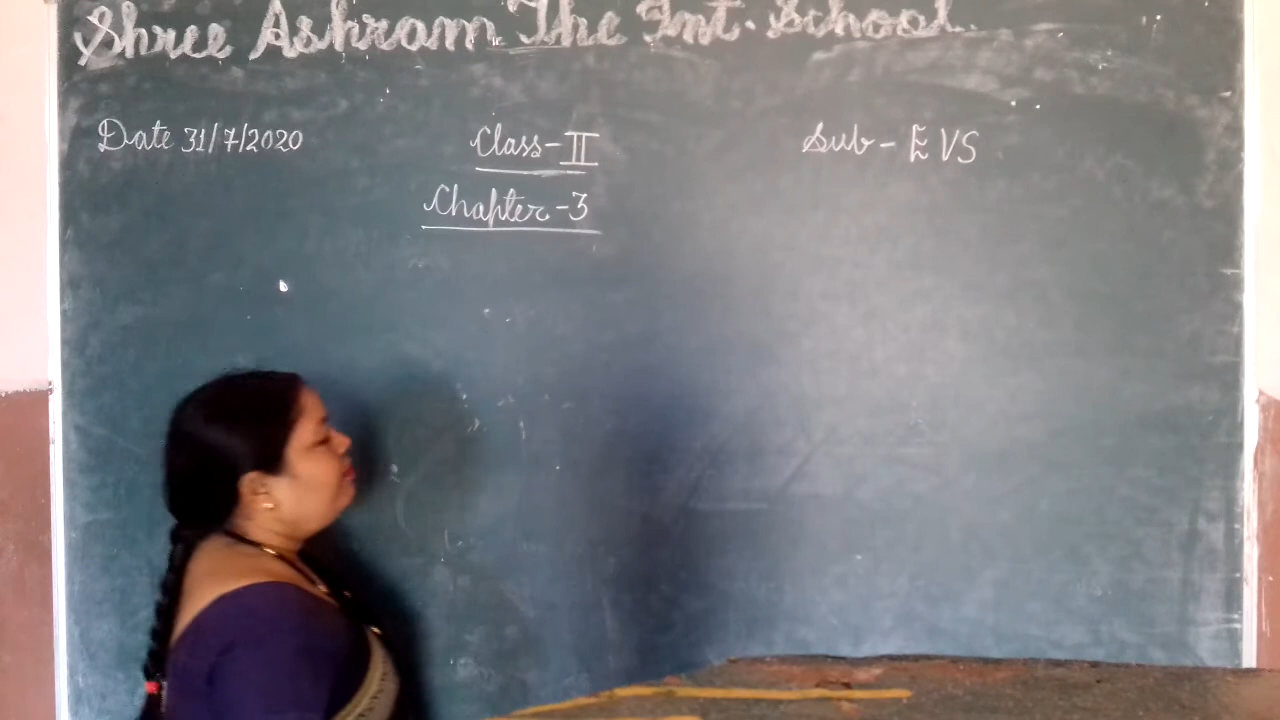 Shree Ashram The Int. School.
Date 31/7/2020 Class-II Sub - EVS
Chapter-3